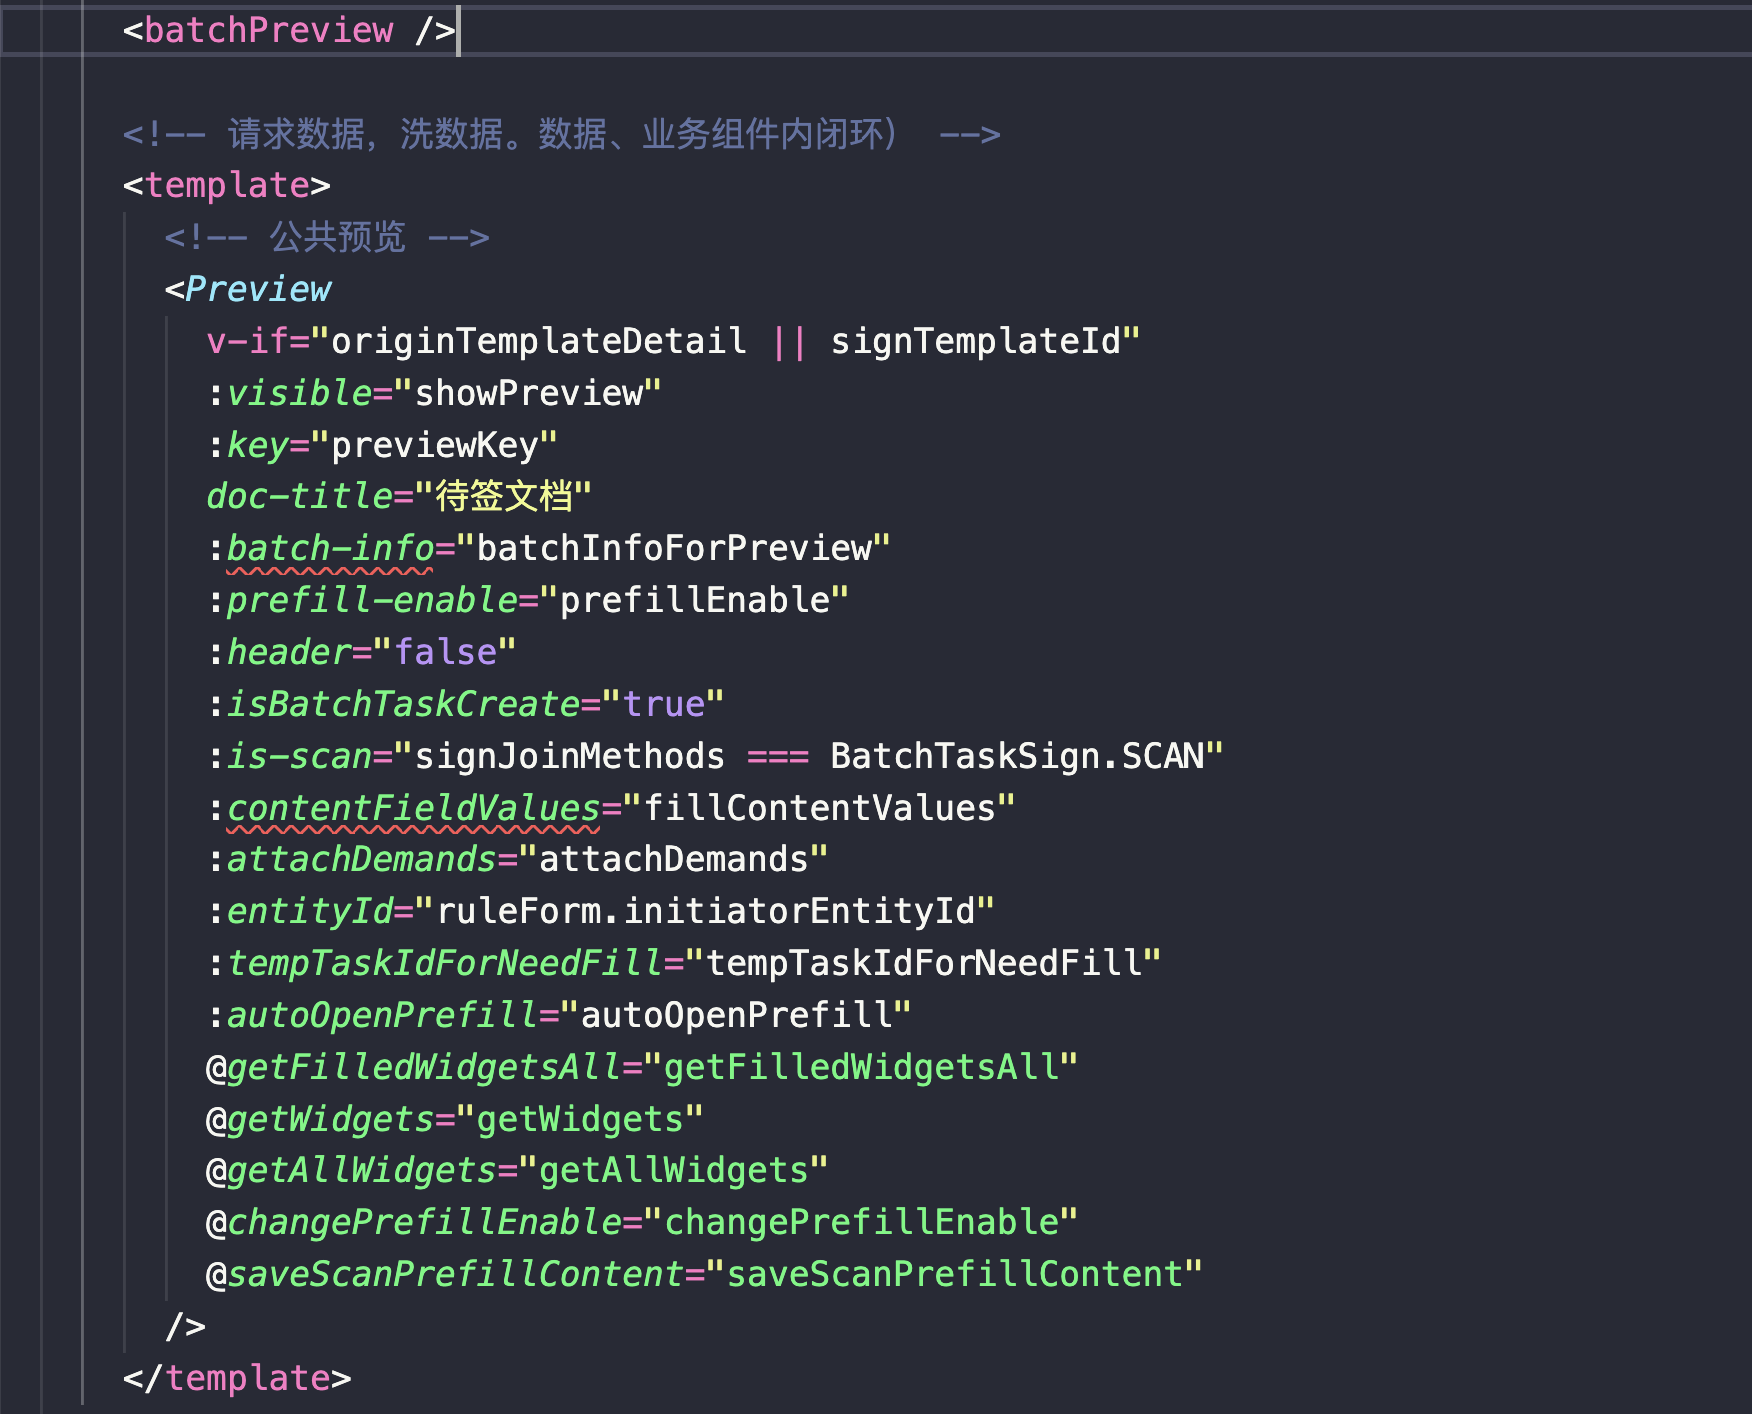 <batchPreview />
<!-- 请求数据，洗数据。数据、业务组件内闭环） -->
<template>
<!-- 公共预览 -->
<Preview
v-if="originTemplateDetail || signTemplateId"
:visible="showPreview"
:key="previewKey"
doc-title="待签文档"
:batch-info="batchInfoForPreview"
:prefill-enable="prefillEnable"
:header="false"
:isBatchTaskCreate="true"
:is-scan="signJoinMethods === BatchTaskSign.SCAN"
:contentFieldValues="fillContentValues"
:attachDemands="attachDemands"
:entityId="ruleForm.initiatorEntityId"
:tempTaskIdForNeedFill="tempTaskIdForNeedFill"
:autoOpenPrefill="autoOpenPrefill"
@getFilledWidgetsAll="getFilledWidgetsAll"
@getWidgets="getWidgets"
@getAllWidgets="getAllWidgets"
@changePrefillEnable="changePrefillEnable"
@saveScanPrefillContent="saveScanPrefillContent"
/>
</template>